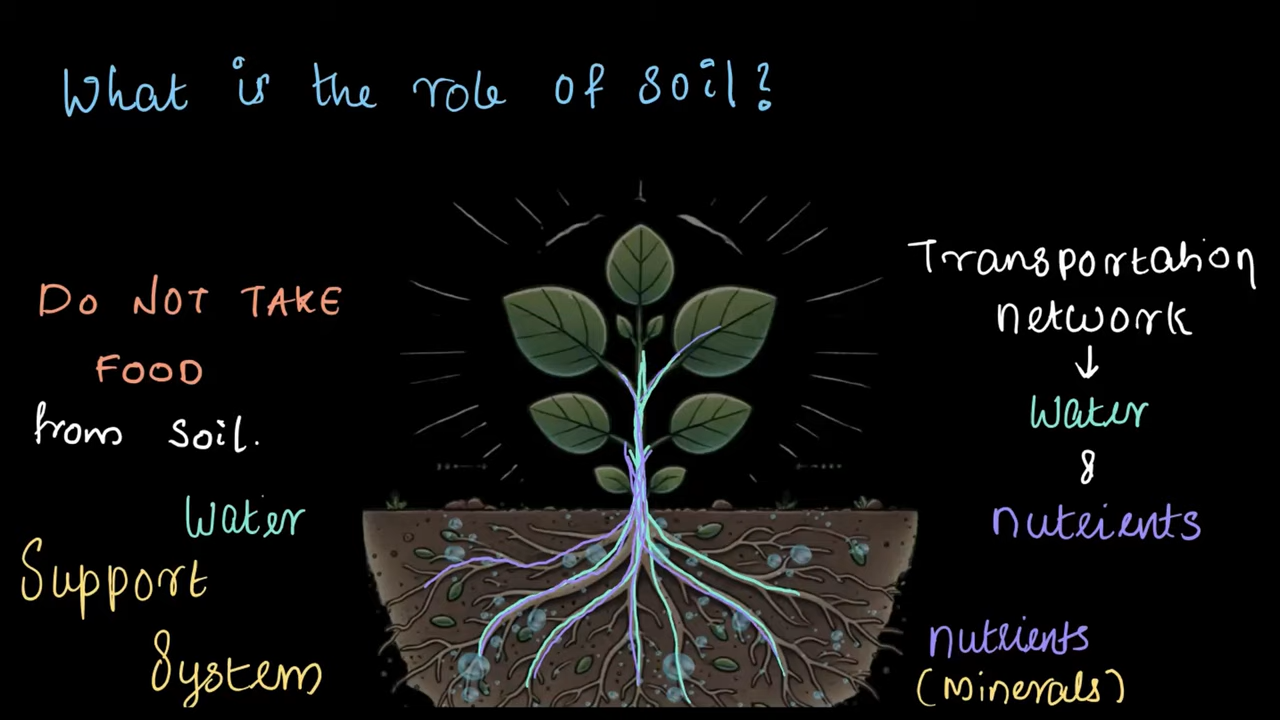 What is the role of soil?
DO NOT TAKE
FOOD
from soil.
Water
Support
System
Transportation
network
↓
Water
&
nutrients
nutrients
(Minerals)